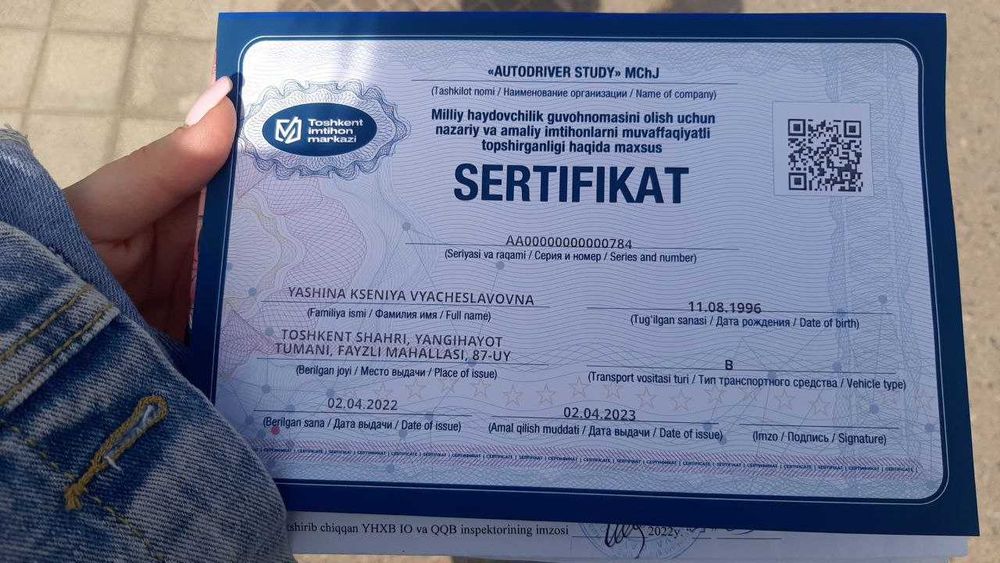 «AUTODRIVER STUDY» MChJ
(Tashkilot nomi / Наименование организации / Name of company)
Toshkent
imtihon
markazi
Milliy haydovchilik guvohnomasini olish uchun
nazariy va amaliy imtihonlarni muvaffaqiyatli
topshirganligi haqida maxsus
SERTIFIKAT
AA00000000000784
(Seriyasi va raqami / Серия и номер / Series and number)
YASHINA KSENIYA VYACHESLAVOVNA
(Familiya ismi / Фамилия имя / Full name)
11.08.1996
(Tug'ilgan sanasi / Дата рождения / Date of birth)
TOSHKENT SHAHRI, YANGIHAYOT
TUMANI, FAYZLI MAHALLASI, 87-UY
(Berilgan joyi / Место выдачи / Place of issue)
B
(Transport vositasi turi / Тип транспортного средства / Vehicle type)
02.04.2022
(Berilgan sana / Дата выдачи / Date of issue)
02.04.2023
(Amal qilish muddati / Дата выдачи / Date of issue)
(Imzo / Подпись / Signature)
chiqqan YHXB IO va QQB inspektorining imzosi
2022y.